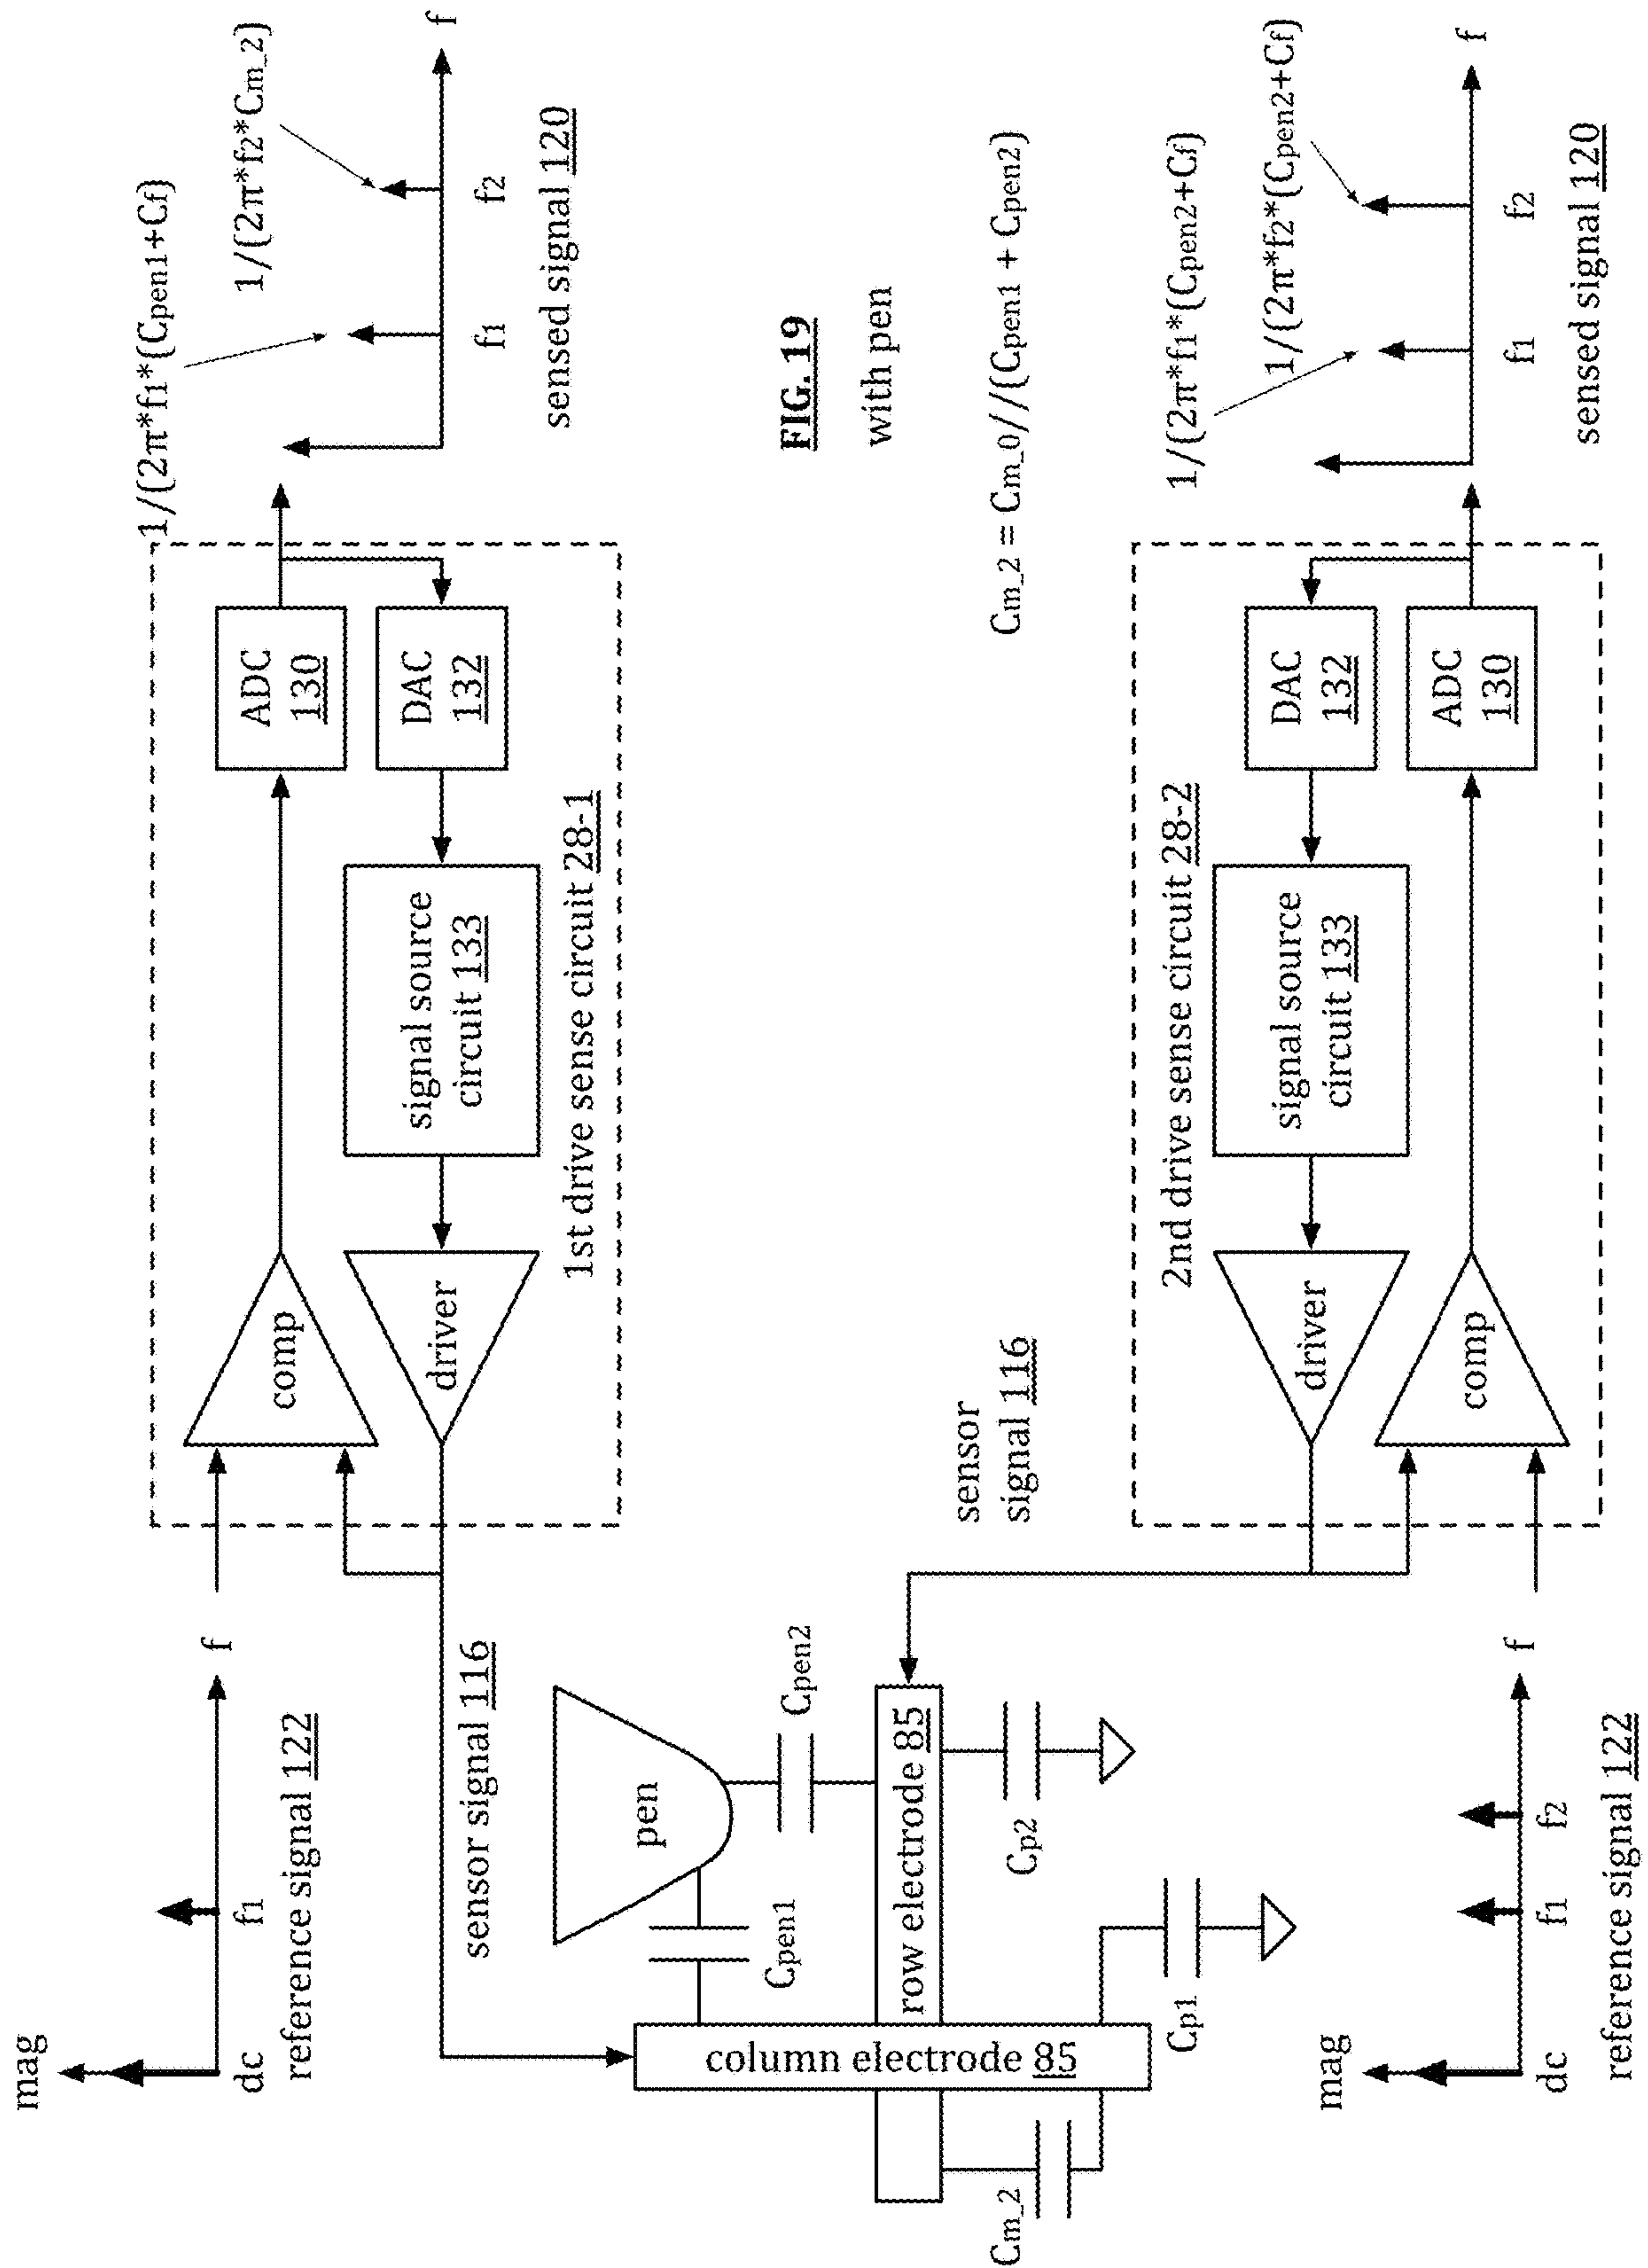 mag
dc
f1
f
reference signal 122
sensor signal 116
comp
driver
ADC
130
DAC
132
signal source
circuit 133
1st drive sense circuit 28-1
1/(2π*f1*(Cpen1+Cf)
1/(2π*f2*Cm_2)
f1
f2
f
sensed signal 120
pen
Cpen1
Cpen2
row electrode 85
column electrode 85
Cp2
Cp1
Cm_2
FIG. 19
with pen
Cm_2 = Cm_0//(Cpen1 + Cpen2)
sensor
signal 116
2nd drive sense circuit 28-2
driver
signal source
circuit 133
DAC
132
comp
ADC
130
1/(2π*f1*(Cpen2+Cf)
1/(2π*f2*(Cpen2+Cf)
f1
f2
f
sensed signal 120
mag
dc
f1
f2
f
reference signal 122